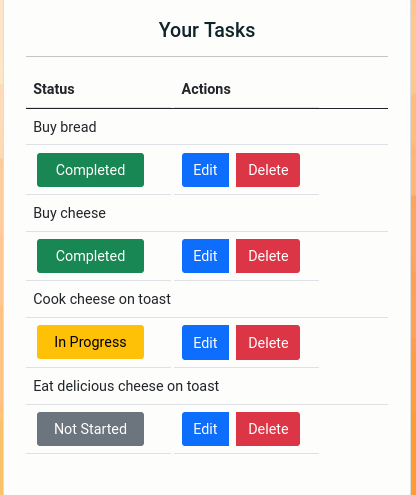 Your Tasks
Status Actions
Buy bread
Completed Edit Delete
Buy cheese
Completed Edit Delete
Cook cheese on toast
In Progress Edit Delete
Eat delicious cheese on toast
Not Started Edit Delete